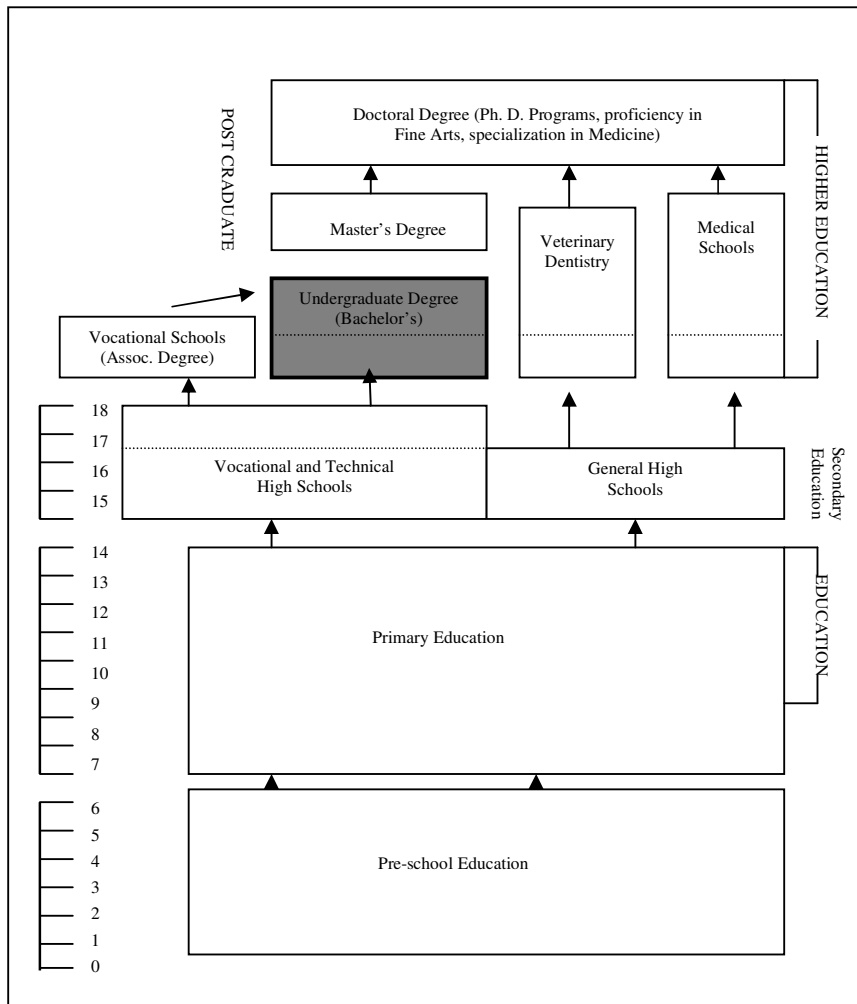 Doctoral Degree (Ph. D. Programs, proficiency in
Fine Arts, specialization in Medicine)
POST CRADUATE
HIGHER EDUCATION
Master's Degree
Veterinary
Dentistry
Medical
Schools
Undergraduate Degree
(Bachelor's)
Vocational Schools
(Assoc. Degree)
18
17
16
15
Vocational and Technical
High Schools
General High
Schools
Secondary
Education
14
13
12
11
10
9
8
7
Primary Education
EDUCATION
6
5
4
3
2
1
0
Pre-school Education